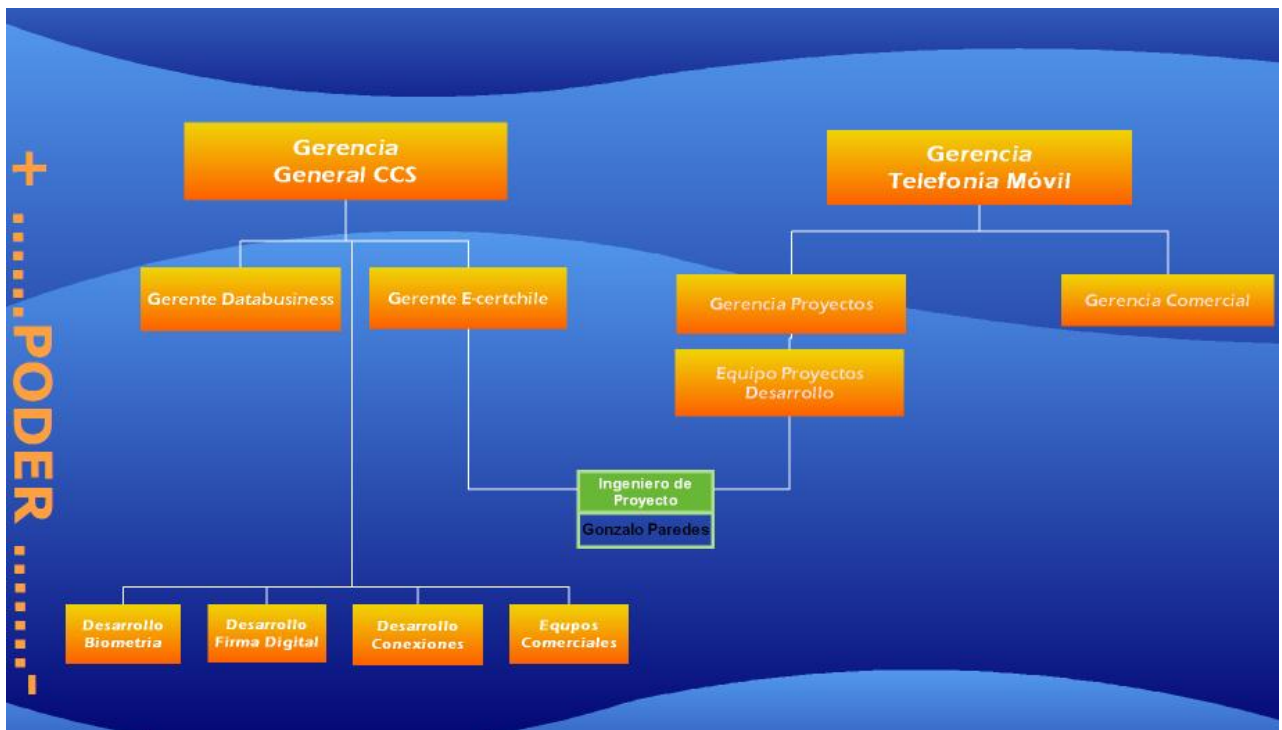 + ......PODER .......-
Gerencia
General CCS
Gerencia
Telefonía Móvil
Gerente Databusiness
Gerente E-certchile
Gerencia Proyectos
Gerencia Comercial
Equipo Proyectos
Desarrollo
Ingeniero de
Proyecto
Gonzalo Paredes
Desarrollo
Biometria
Desarrollo
Firma Digital
Desarrollo
Conexiones
Equpos
Comerciales